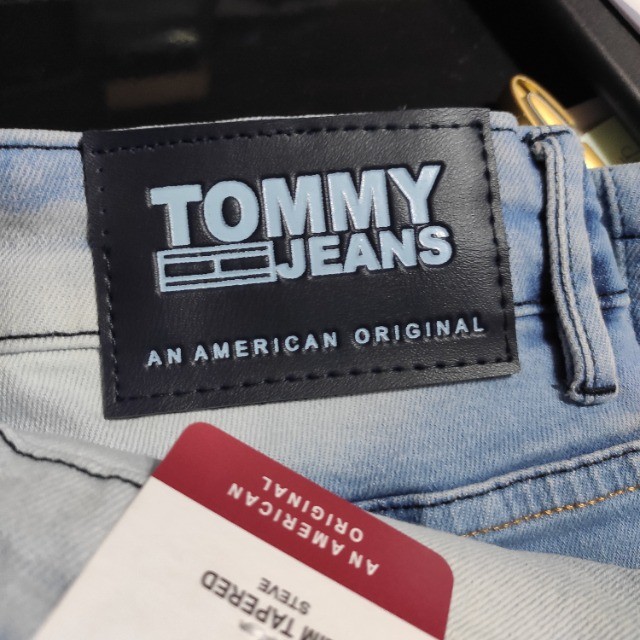 TOMMY
JEANS
AN AMERICAN ORIGINAL
AN AMERICAN
ORIGINAL
TAPERED
STEVE